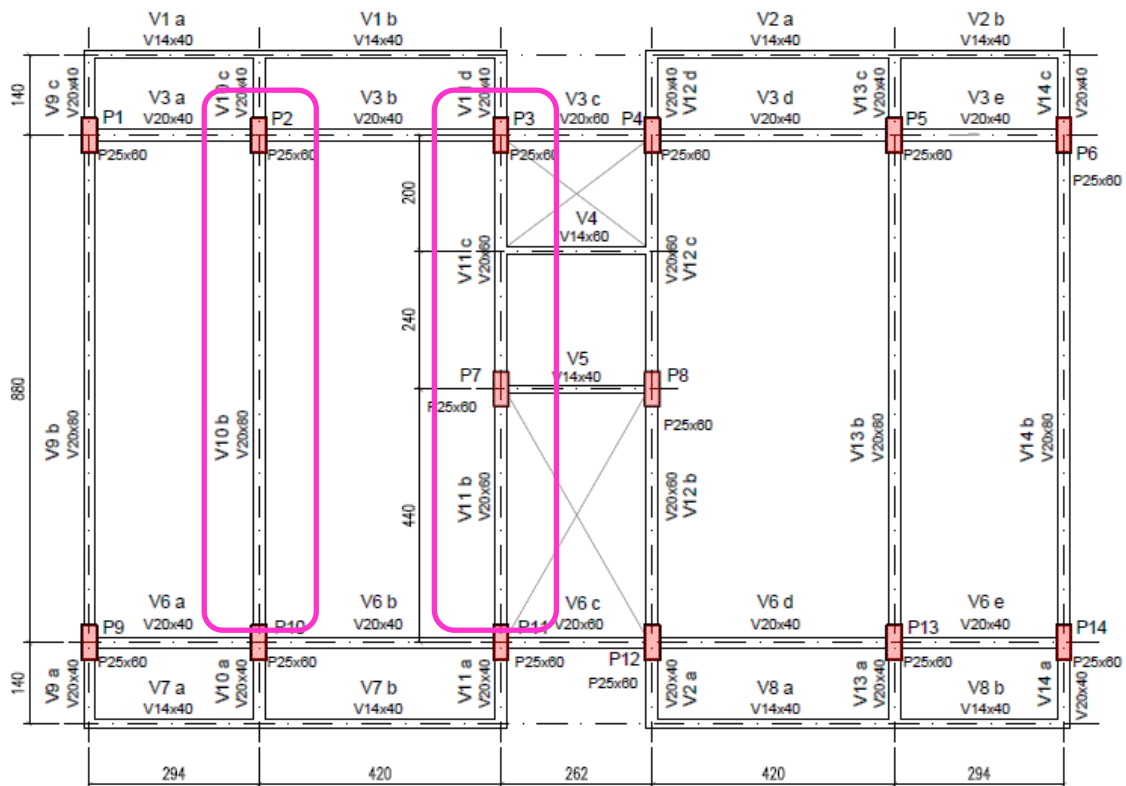 V1 a
V14x40
V1 b
V14x40
V2 a
V14x40
V2 b
V14x40
140
V9 c
V20x40
V20x40
V11 d
V20x40
V20x40
V12 d
V13 c
V20x40
V14 c
V20x40
V3 a
V20x40
V3 b
V20x40
V3 c
V20x60
V3 d
V20x40
V3 e
V20x40
P1
P2
P3
P4
P5
P6
P25x60
P25x60
P25x60
P25x60
P25x60
P25x60
200
V4
V14x60
V11 c
V20x60
V20x60
V12 c
240
V5
V14x40
P7
P8
P25x60
P25x60
880
V9 b
V20x80
V10 b
V20x80
440
V11 b
V20x60
V20x60
V12 b
V13 b
V20x80
V14 b
V20x80
V6 a
V20x40
V6 b
V20x40
V6 c
V20x60
V6 d
V20x40
V6 e
V20x40
P9
P10
P11
P12
P13
P14
P25x60
P25x60
P25x60
P25x60
P25x60
P25x60
140
V9 a
V20x40
V10 a
V20x40
V11 a
V20x40
V20x40
V2 a
V13 a
V20x40
V14 a
V20x40
V7 a
V14x40
V7 b
V14x40
V8 a
V14x40
V8 b
V14x40
294
420
262
420
294